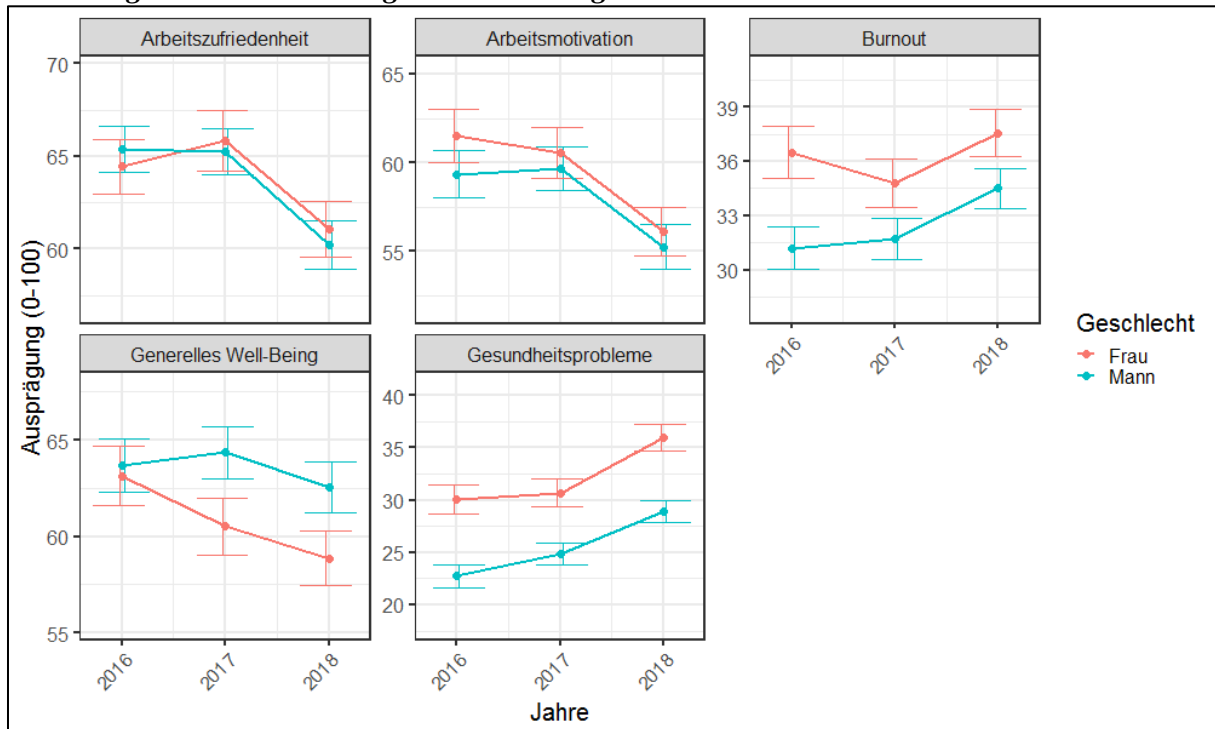 Arbeitszufriedenheit
Arbeitsmotivation
Burnout
70
65
60
65
60
55
39
36
33
30
2016
2017
2018
Generelles Well-Being
Gesundheitsprobleme
65
60
55
40
35
30
25
20
2016
2017
2018
2016
2017
2018
Ausprägung (0-100)
Jahre
Geschlecht
Frau
Mann